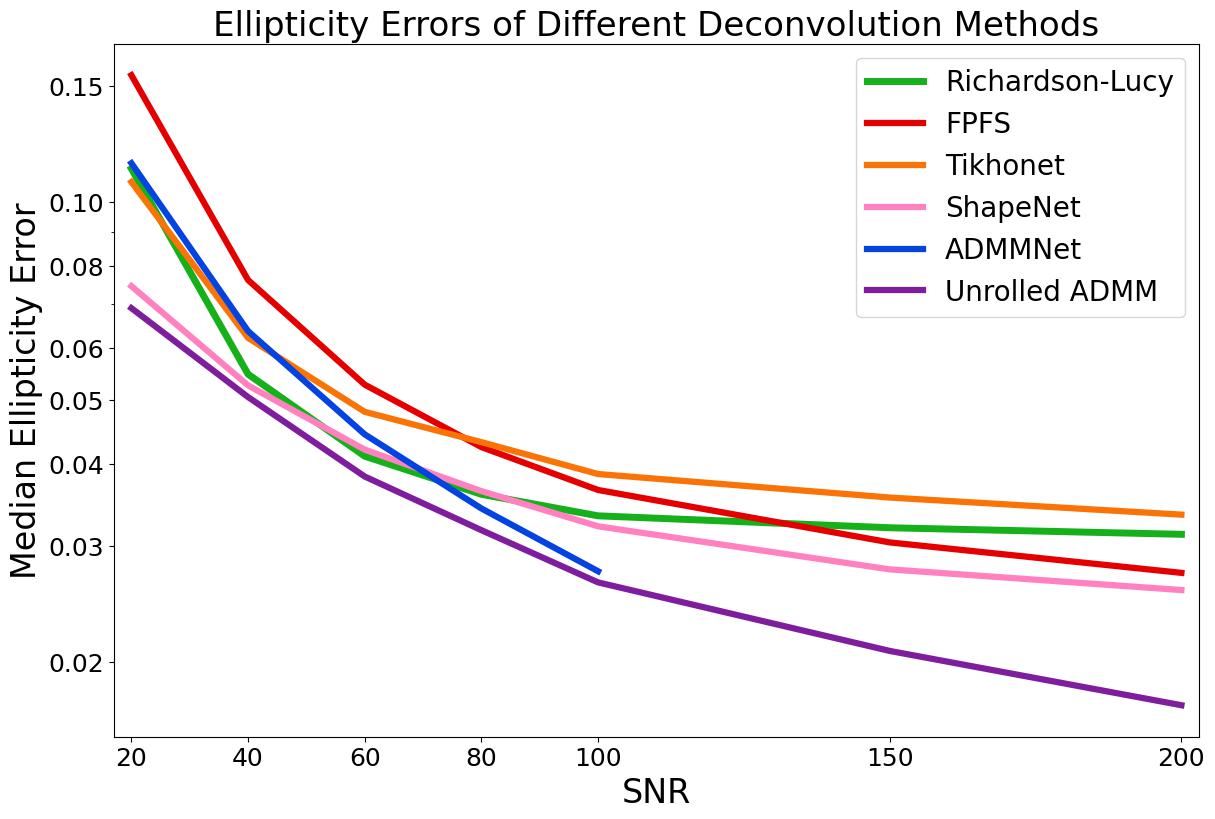 Ellipticity Errors of Different Deconvolution Methods
Median Ellipticity Error
0.15
0.10
0.08
0.06
0.05
0.04
0.03
0.02
Richardson-Lucy
FPFS
Tikhonet
ShapeNet
ADMMNet
Unrolled ADMM
20 40 60 80 100 150 200
SNR